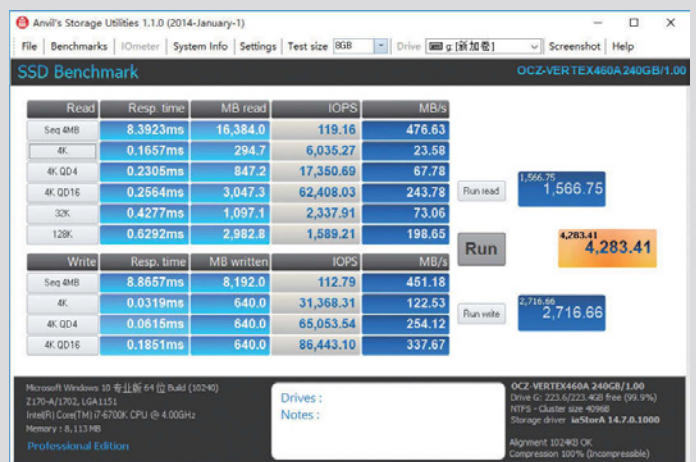 Anvil's Storage Utilities 1.1.0 (2014-January-1)
File Benchmarks IOmeter System Info Settings Test size 8GB Drive g: [新加卷] Screenshot Help
SSD Benchmark OCZ-VERTEX460A 240GB/1.00
Read Resp. time MB read IOPS MB/s
Seq 4MB 8.3923ms 16,384.0 119.16 476.63
4K 0.1657ms 294.7 6,035.27 23.58
4K QD4 0.2305ms 847.2 17,350.69 67.78
4K QD16 0.2564ms 3,047.3 62,408.03 243.78
32K 0.4277ms 1,097.1 2,337.91 73.06
128K 0.6292ms 2,982.8 1,589.21 198.65
Run read
1,566.75
1,566.75
Run
4,283.41
4,283.41
Write Resp. time MB written IOPS MB/s
Seq 4MB 8.8657ms 8,192.0 112.79 451.18
4K 0.0319ms 640.0 31,368.31 122.53
4K QD4 0.0615ms 640.0 65,053.54 254.12
4K QD16 0.1851ms 640.0 86,443.10 337.67
Run write
2,716.66
2,716.66
Microsoft Windows 10 专业版 64 位 Build (10240)
Z170-A/1702, LGA1151
Intel(R) Core(TM) i7-6700K CPU @ 4.00GHz
Memory : 8,113 MB
Professional Edition
Drives :
Notes :
OCZ-VERTEX460A 240GB/1.00
Drive G: 223.6/223.4GB free (99.9%)
NTFS - Cluster size 4096B
Storage driver iaStorA 14.7.0.1000
Alignment 1024KB OK
Compression 100% (Incompressible)